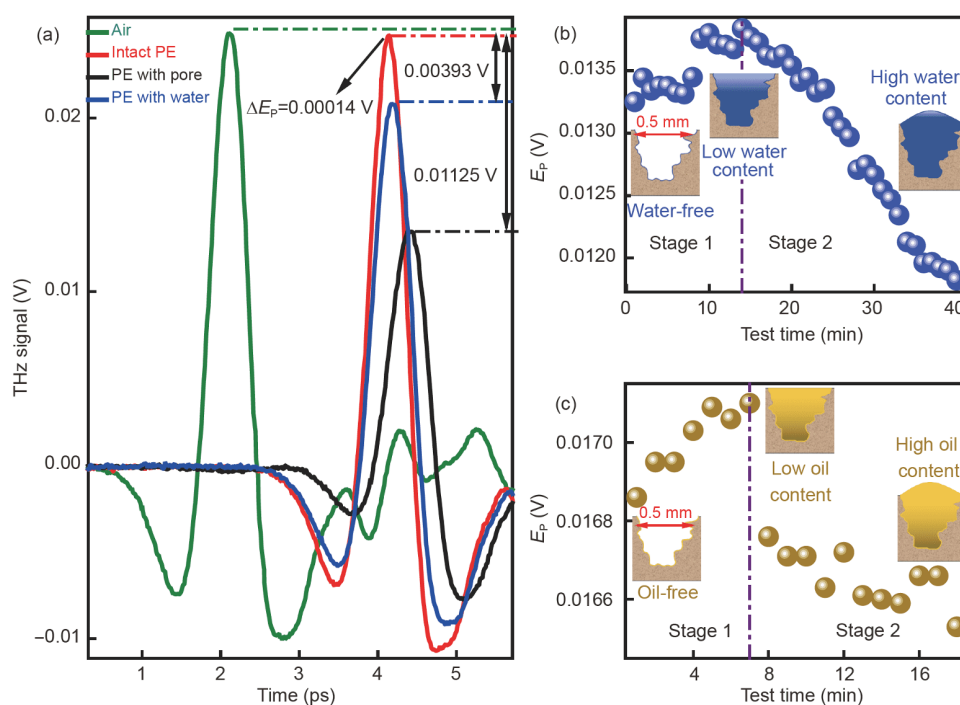 (a)
Air
Intact PE
PE with pore
PE with water
ΔEP=0.00014 V
0.00393 V
0.01125 V
THz signal (V)
0.02
0.01
0.00
−0.01
1
2
3
4
5
Time (ps)
(b)
EP (V)
0.0135
0.0130
0.0125
0.0120
0.5 mm
Water-free
Low water
content
High water
content
Stage 1
Stage 2
0
10
20
30
40
Test time (min)
(c)
EP (V)
0.0170
0.0168
0.0166
0.5 mm
Oil-free
Low oil
content
High oil
content
Stage 1
Stage 2
4
8
12
16
Test time (min)